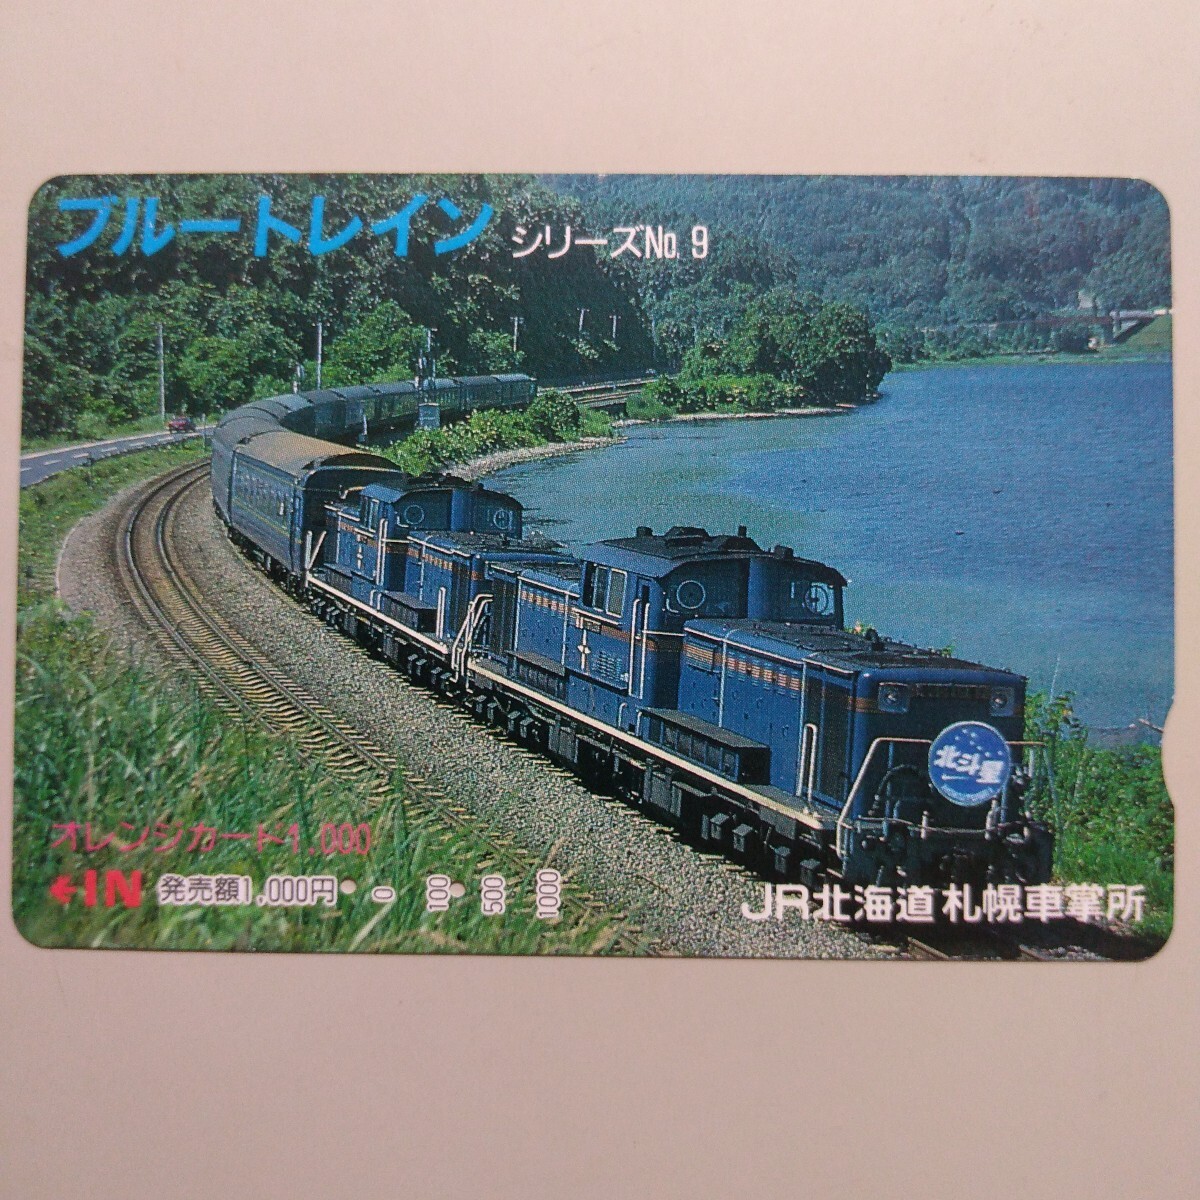 ブルートレイン シリーズNo.9
北斗星
オレンジカード1,000
←IN 発売額1,000円 0 100 500 1000
JR北海道 札幌車掌所